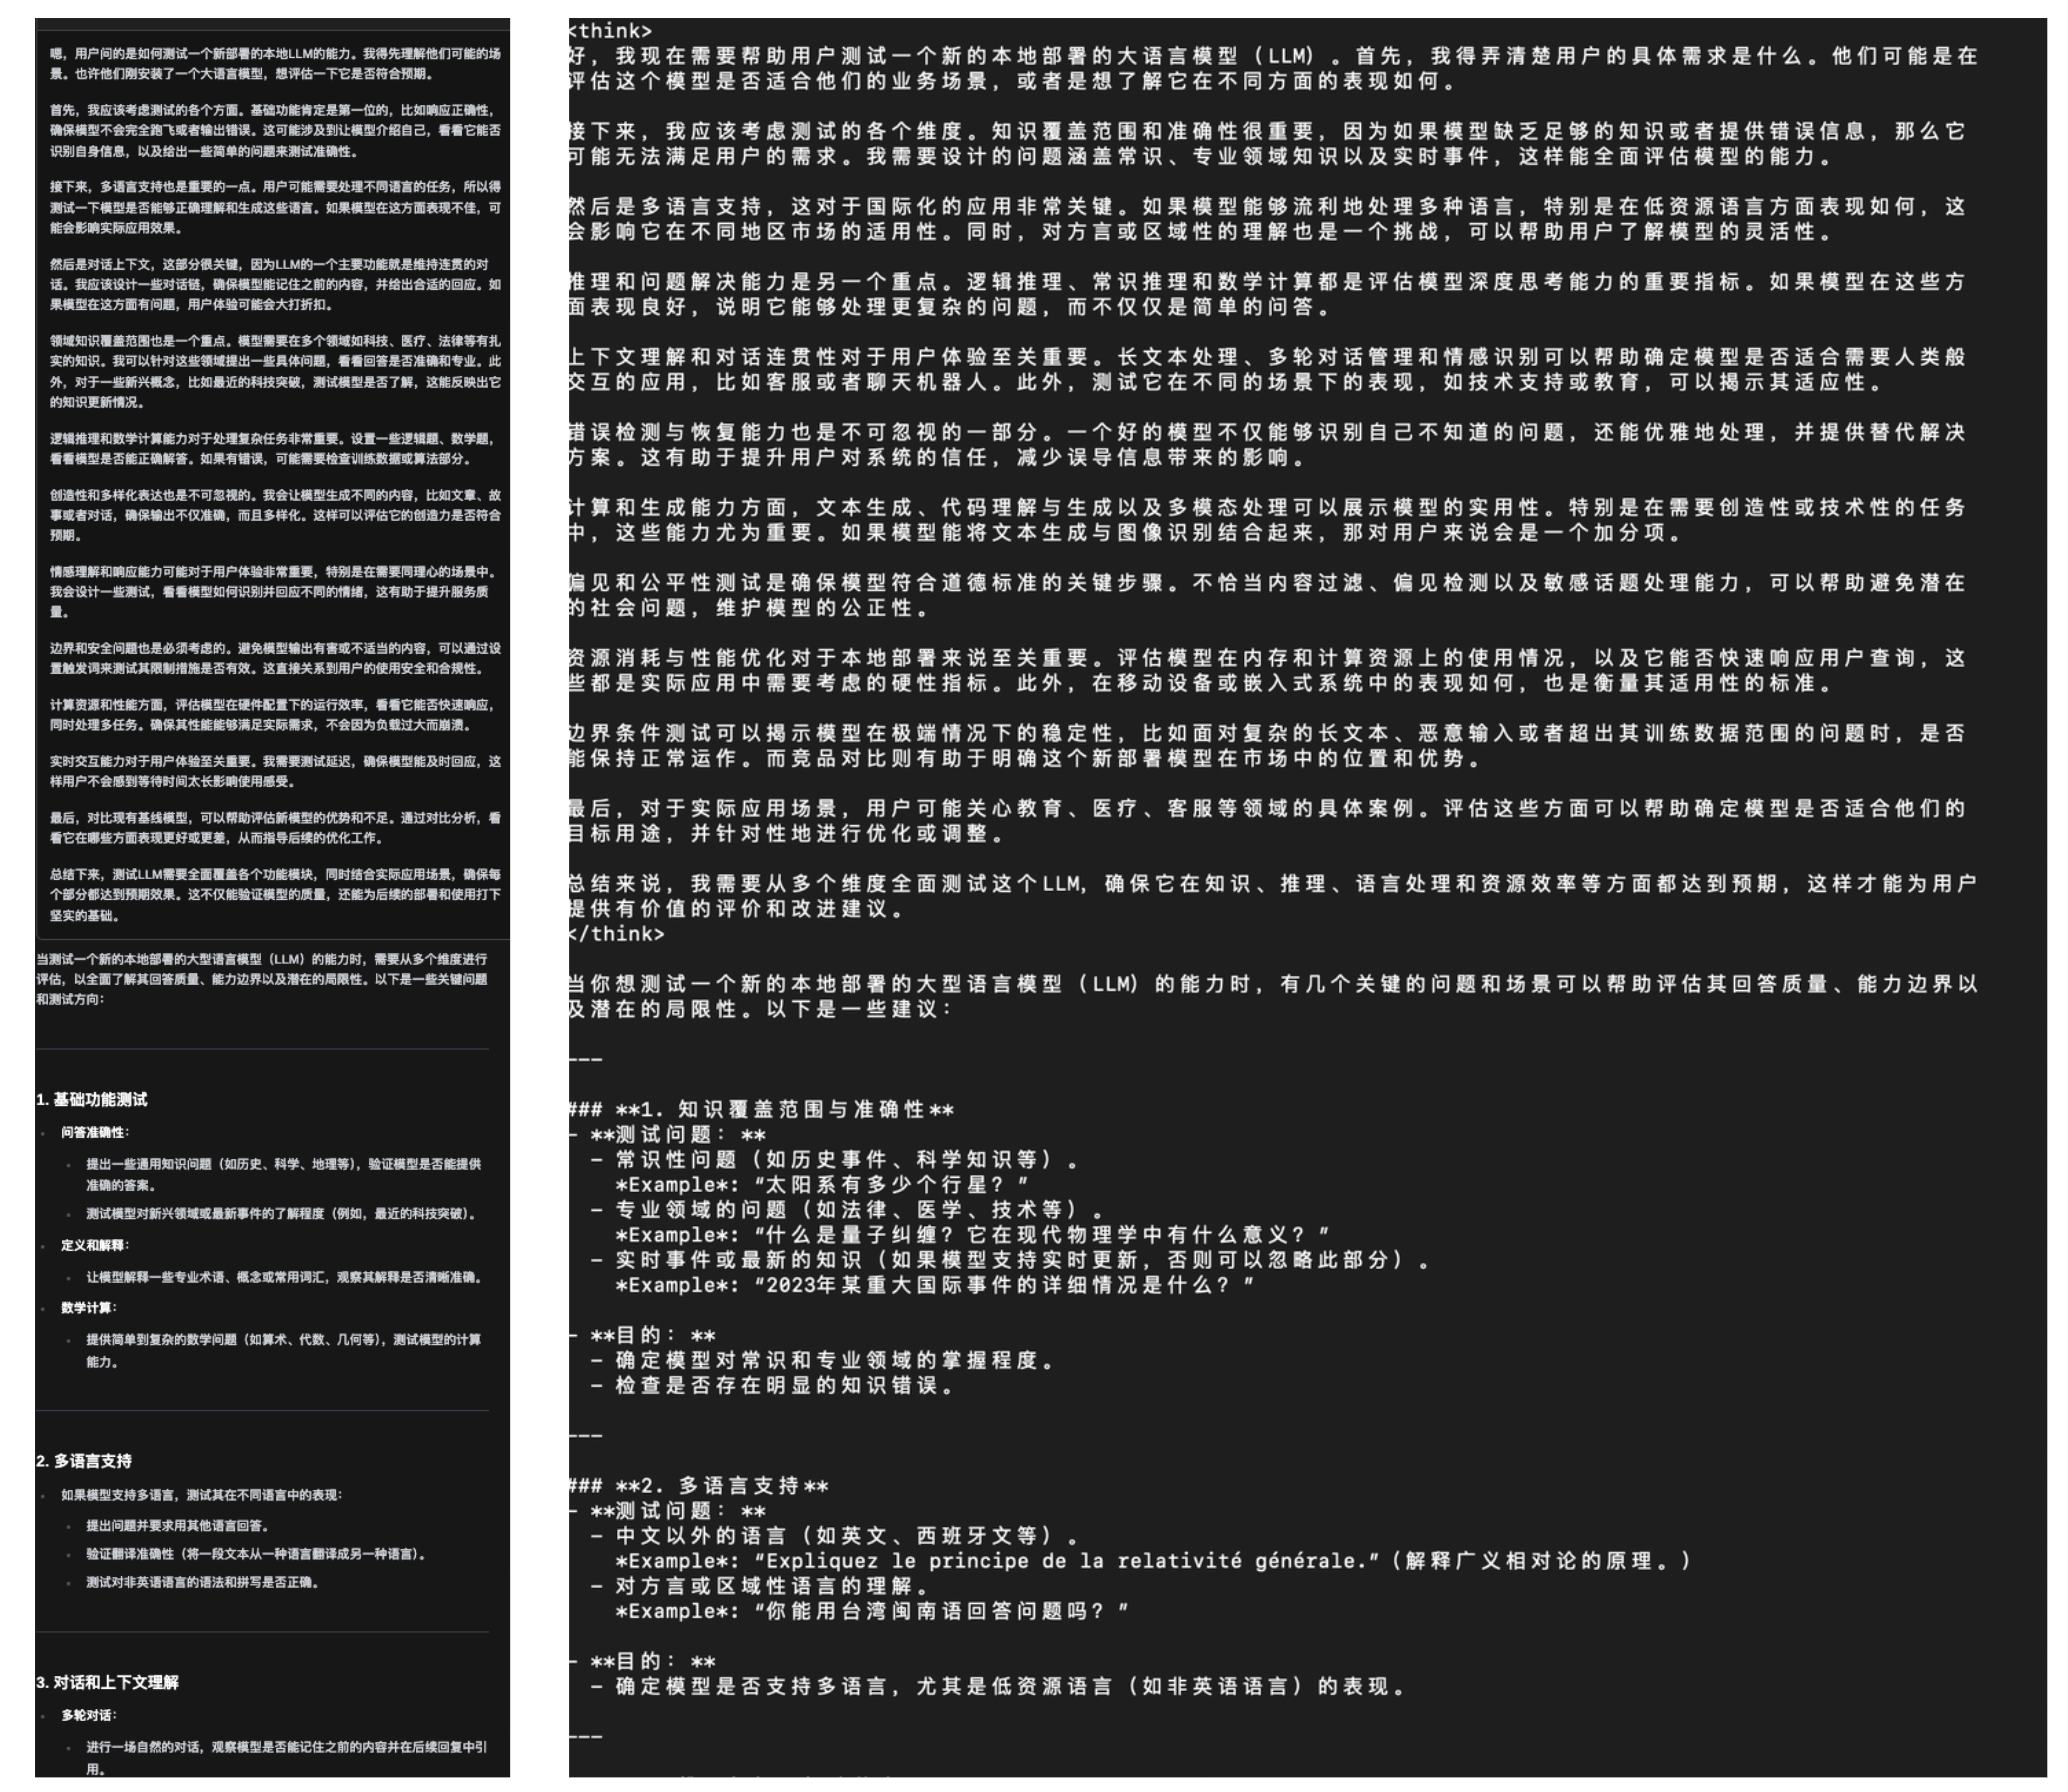 嗯，用户问的是如何测试一个新部署的本地LLM的能力。我得先理解他们可能的场
景。也许他们刚安装了一个大语言模型，想评估一下它是否符合预期。
首先，我应该考虑测试的各个方面。基础功能肯定是第一位的，比如响应正确性，
确保模型不会完全跑飞或者输出错误。这可能涉及到让模型介绍自己，看看它能否
识别自身信息，以及给出一些简单的问题来测试准确性。
接下来，多语言支持也是重要的一点。用户可能需要处理不同语言的任务，所以得
测试一下模型是否能够正确理解和生成这些语言。如果模型在这方面表现不佳，可
能会影响实际应用效果。
然后是对话上下文，这部分很关键，因为LLM的一个主要功能就是维持连贯的对
话。我应该设计一些对话链，确保模型能记住之前的内容，并给出合适的回应。如
果模型在这方面有问题，用户体验可能会大打折扣。
领域知识覆盖范围也是一个重点。模型需要在多个领域如科技、医疗、法律等有扎
实的知识。我可以针对这些领域提出一些具体问题，看看回答是否准确和专业。此
外，对于一些新兴概念，比如最近的科技突破，测试模型是否了解，这能反映出它
的知识更新情况。
逻辑推理和数学计算能力对于处理复杂任务非常重要。设置一些逻辑题、数学题，
看看模型是否能正确解答。如果有错误，可能需要检查训练数据或算法部分。
创造性和多样化表达也是不可忽视的。我会让模型生成不同的内容，比如文章、故
事或者对话，确保输出不仅准确，而且多样化。这样可以评估它的创造力是否符合
预期。
情感理解和响应能力可能对于用户体验非常重要，特别是在需要同理心的场景中。
我会设计一些测试，看看模型如何识别并回应不同的情绪，这有助于提升服务质
量。
边界和安全问题也是必须考虑的。避免模型输出有害或不适当的内容，可以通过设
置触发词来测试其限制措施是否有效。这直接关系到用户的使用安全和合规性。
计算资源和性能方面，评估模型在硬件配置下的运行效率，看看它能否快速响应，
同时处理多任务。确保其性能能够满足实际需求，不会因为负载过大而崩溃。
实时交互能力对于用户体验至关重要。我需要测试延迟，确保模型能及时回应，这
样用户不会感到等待时间太长影响使用感受。
最后，对比现有基线模型，可以帮助评估新模型的优势和不足。通过对比分析，看
看它在哪些方面表现更好或更差，从而指导后续的优化工作。
总结下来，测试LLM需要全面覆盖各个功能模块，同时结合实际应用场景，确保每
个部分都达到预期效果。这不仅能验证模型的质量，还能为后续的部署和使用打下
坚实的基础。
当测试一个新的本地部署的大型语言模型（LLM）的能力时，需要从多个维度进行
评估，以全面了解其回答质量、能力边界以及潜在的局限性。以下是一些关键问题
和测试方向：
1. 基础功能测试
问答准确性：
提出一些通用知识问题（如历史、科学、地理等），验证模型是否能提供
准确的答案。
测试模型对新兴领域或最新事件的了解程度（例如，最近的科技突破）。
定义和解释：
让模型解释一些专业术语、概念或常用词汇，观察其解释是否清晰准确。
数学计算：
提供简单到复杂的数学问题（如算术、代数、几何等），测试模型的计算
能力。
2. 多语言支持
如果模型支持多语言，测试其在不同语言中的表现：
提出问题并要求用其他语言回答。
验证翻译准确性（将一段文本从一种语言翻译成另一种语言）。
测试对非英语语言的语法和拼写是否正确。
3. 对话和上下文理解
多轮对话：
进行一场自然的对话，观察模型是否能记住之前的内容并在后续回复中引
用。
<think>
好，我现在需要帮助用户测试一个新的本地部署的大语言模型（LLM）。首先，我得弄清楚用户的具体需求是什么。他们可能是在
评估这个模型是否适合他们的业务场景，或者是想了解它在不同方面的表现如何。
接下来，我应该考虑测试的各个维度。知识覆盖范围和准确性很重要，因为如果模型缺乏足够的知识或者提供错误信息，那么它
可能无法满足用户的需求。我需要设计的问题涵盖常识、专业领域知识以及实时事件，这样能全面评估模型的能力。
然后是多语言支持，这对于国际化的应用非常关键。如果模型能够流利地处理多种语言，特别是在低资源语言方面表现如何，这
会影响它在不同地区市场的适用性。同时，对方言或区域性的理解也是一个挑战，可以帮助用户了解模型的灵活性。
推理和问题解决能力是另一个重点。逻辑推理、常识推理和数学计算都是评估模型深度思考能力的重要指标。如果模型在这些方
面表现良好，说明它能够处理更复杂的问题，而不仅仅是简单的问答。
上下文理解和对话连贯性对于用户体验至关重要。长文本处理、多轮对话管理和情感识别可以帮助确定模型是否适合需要人类般
交互的应用，比如客服或者聊天机器人。此外，测试它在不同的场景下的表现，如技术支持或教育，可以揭示其适应性。
错误检测与恢复能力也是不可忽视的一部分。一个好的模型不仅能够识别自己不知道的问题，还能优雅地处理，并提供替代解决
方案。这有助于提升用户对系统的信任，减少误导信息带来的影响。
计算和生成能力方面，文本生成、代码理解与生成以及多模态处理可以展示模型的实用性。特别是在需要创造性或技术性的任务
中，这些能力尤为重要。如果模型能将文本生成与图像识别结合起来，那对用户来说会是一个加分项。
偏见和公平性测试是确保模型符合道德标准的关键步骤。不恰当内容过滤、偏见检测以及敏感话题处理能力，可以帮助避免潜在
的社会问题，维护模型的公正性。
资源消耗与性能优化对于本地部署来说至关重要。评估模型在内存和计算资源上的使用情况，以及它能否快速响应用户查询，这
些都是实际应用中需要考虑的硬性指标。此外，在移动设备或嵌入式系统中的表现如何，也是衡量其适用性的标准。
边界条件测试可以揭示模型在极端情况下的稳定性，比如面对复杂的长文本、恶意输入或者超出其训练数据范围的问题时，是否
能保持正常运作。而竞品对比则有助于明确这个新部署模型在市场中的位置和优势。
最后，对于实际应用场景，用户可能关心教育、医疗、客服等领域的具体案例。评估这些方面可以帮助确定模型是否适合他们的
目标用途，并针对性地进行优化或调整。
总结来说，我需要从多个维度全面测试这个LLM，确保它在知识、推理、语言处理和资源效率等方面都达到预期，这样才能为用户
提供有价值的评价和改进建议。
</think>
当你想测试一个新的本地部署的大型语言模型（LLM）的能力时，有几个关键的问题和场景可以帮助评估其回答质量、能力边界以
及潜在的局限性。以下是一些建议：
---
### **1. 知识覆盖范围与准确性**
- **测试问题：**
- 常识性问题（如历史事件、科学知识等）。
*Example*: “太阳系有多少个行星？”
- 专业领域的问题（如法律、医学、技术等）。
*Example*: “什么是量子纠缠？它在现代物理学中有什么意义？”
- 实时事件或最新的知识（如果模型支持实时更新，否则可以忽略此部分）。
*Example*: “2023年某重大国际事件的详细情况是什么？”
- **目的：**
- 确定模型对常识和专业领域的掌握程度。
- 检查是否存在明显的知识错误。
---
### **2. 多语言支持**
- **测试问题：**
- 中文以外的语言（如英文、西班牙文等）。
*Example*: “Expliquez le principe de la relativité générale.”（解释广义相对论的原理。）
- 对方言或区域性语言的理解。
*Example*: “你能用台湾闽南语回答问题吗？”
- **目的：**
- 确定模型是否支持多语言，尤其是低资源语言（如非英语语言）的表现。
---